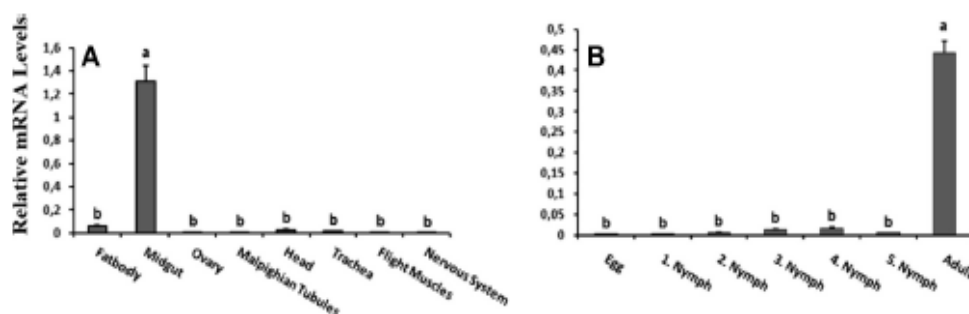 A
B
Relative mRNA Levels
1,6
1,4
1,2
1
0,8
0,6
0,4
0,2
0
a
b
b
b
b
b
b
b
Fatbody
Midgut
Ovary
Malpighian Tubules
Head
Trachea
Flight Muscles
Nervous System
0,5
0,45
0,4
0,35
0,3
0,25
0,2
0,15
0,1
0,05
0
b
b
b
b
b
b
a
Egg
1. Nymph
2. Nymph
3. Nymph
4. Nymph
5. Nymph
Adult